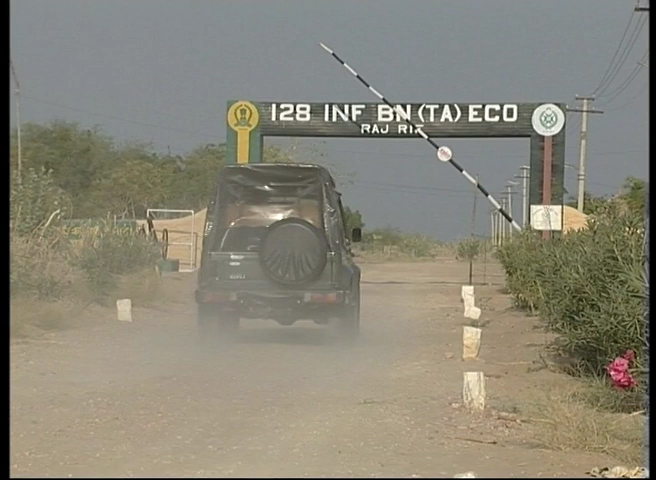 128 INF BN (TA) ECO
RAJ RIF